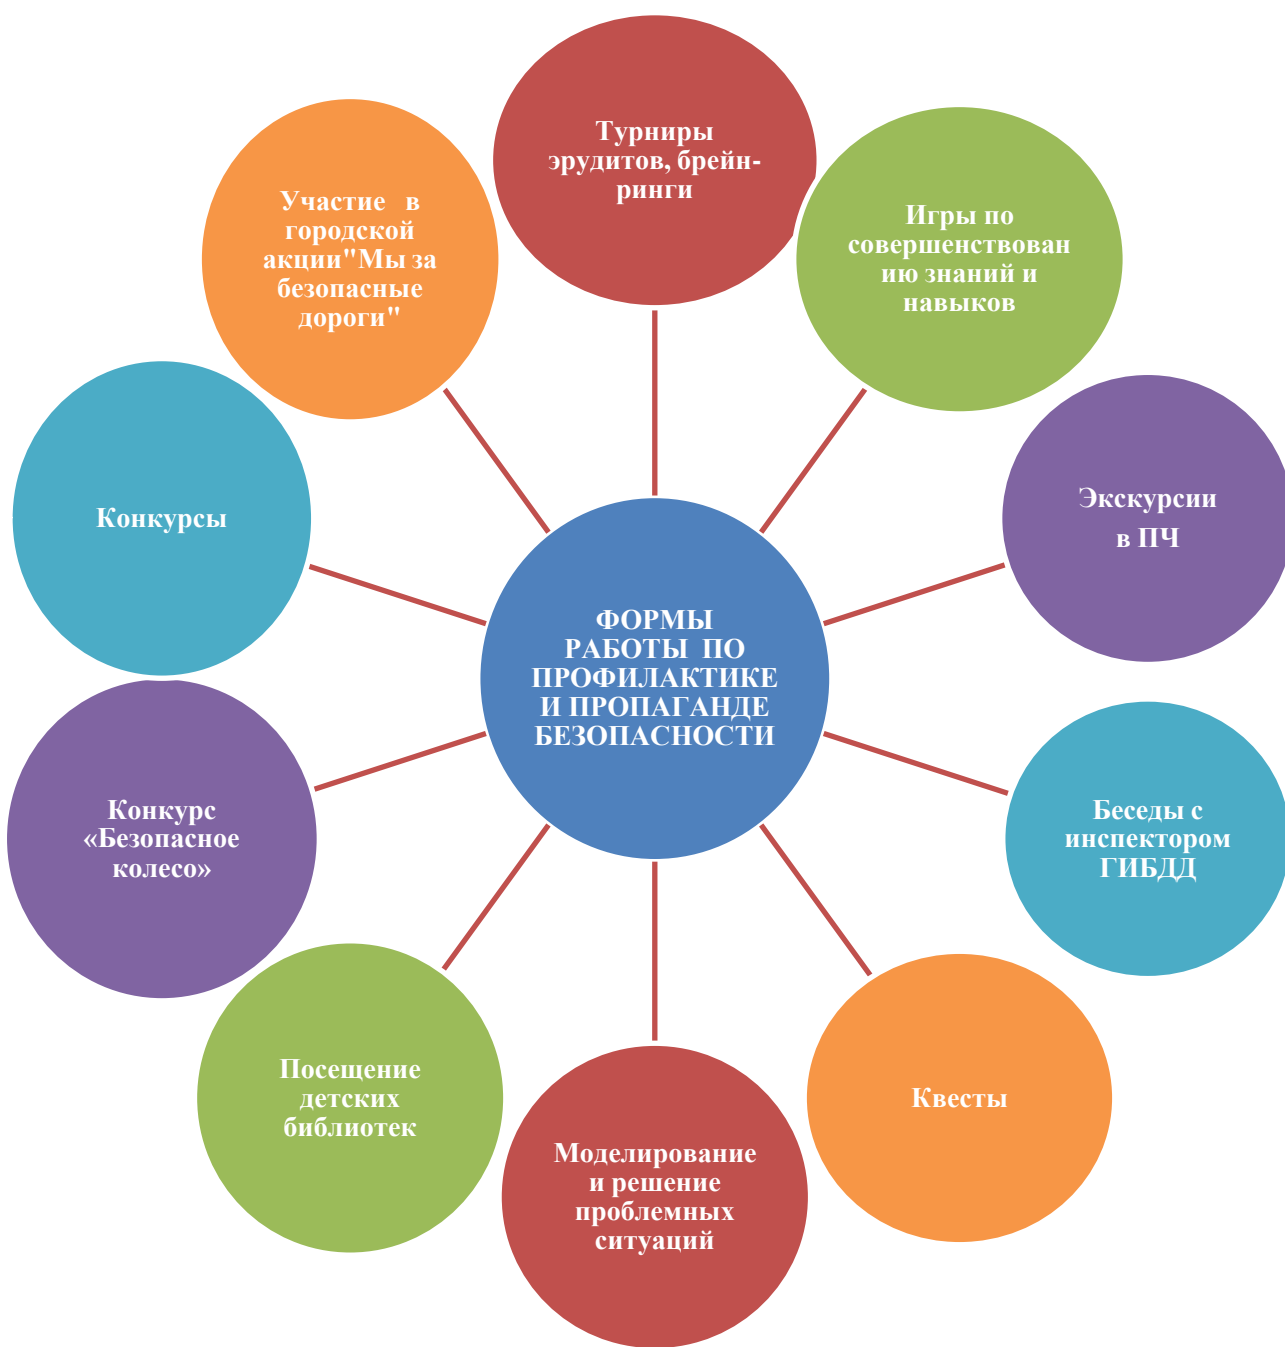 Турниры
эрудитов, брейн-
ринги
Игры по
совершенствован
ию знаний и
навыков
Экскурсии
в ПЧ
Беседы с
инспектором
ГИБДД
Квесты
Моделирование
и решение
проблемных
ситуаций
Посещение
детских
библиотек
Конкурс
«Безопасное
колесо»
Конкурсы
Участие   в
городской
акции"Мы за
безопасные
дороги"
ФОРМЫ
РАБОТЫ  ПО
ПРОФИЛАКТИКЕ
И ПРОПАГАНДЕ
БЕЗОПАСНОСТИ